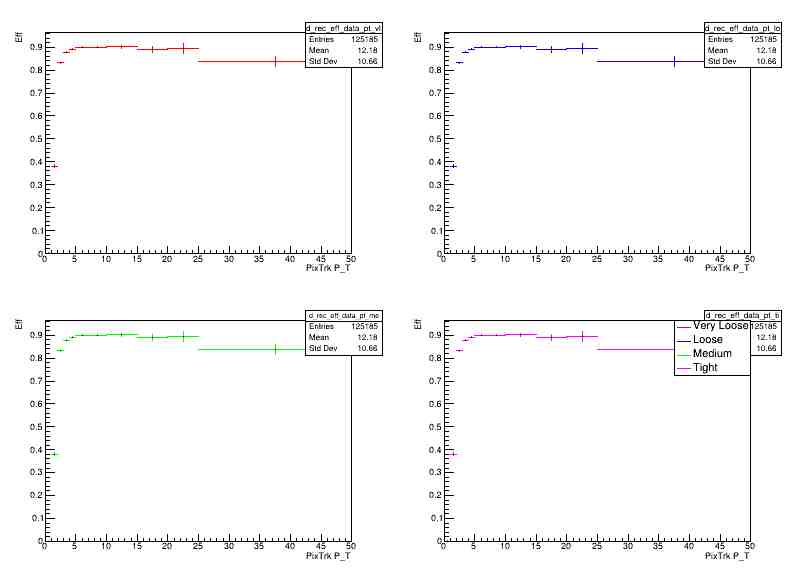 d_rec_eff_data_pt_vl
Entries 125185
Mean 12.18
Std Dev 10.66
Eff
0.9
0.8
0.7
0.6
0.5
0.4
0.3
0.2
0.1
0
0 5 10 15 20 25 30 35 40 45 50
PixTrk P_T
d_rec_eff_data_pt_lo
Entries 125185
Mean 12.18
Std Dev 10.66
Eff
0.9
0.8
0.7
0.6
0.5
0.4
0.3
0.2
0.1
0
0 5 10 15 20 25 30 35 40 45 50
PixTrk P_T
d_rec_eff_data_pt_me
Entries 125185
Mean 12.18
Std Dev 10.66
Eff
0.9
0.8
0.7
0.6
0.5
0.4
0.3
0.2
0.1
0
0 5 10 15 20 25 30 35 40 45 50
PixTrk P_T
d_rec_eff_data_pt_ti
125185
12.18
10.66
Very Loose
Loose
Medium
Tight
Eff
0.9
0.8
0.7
0.6
0.5
0.4
0.3
0.2
0.1
0
0 5 10 15 20 25 30 35 40 45 50
PixTrk P_T